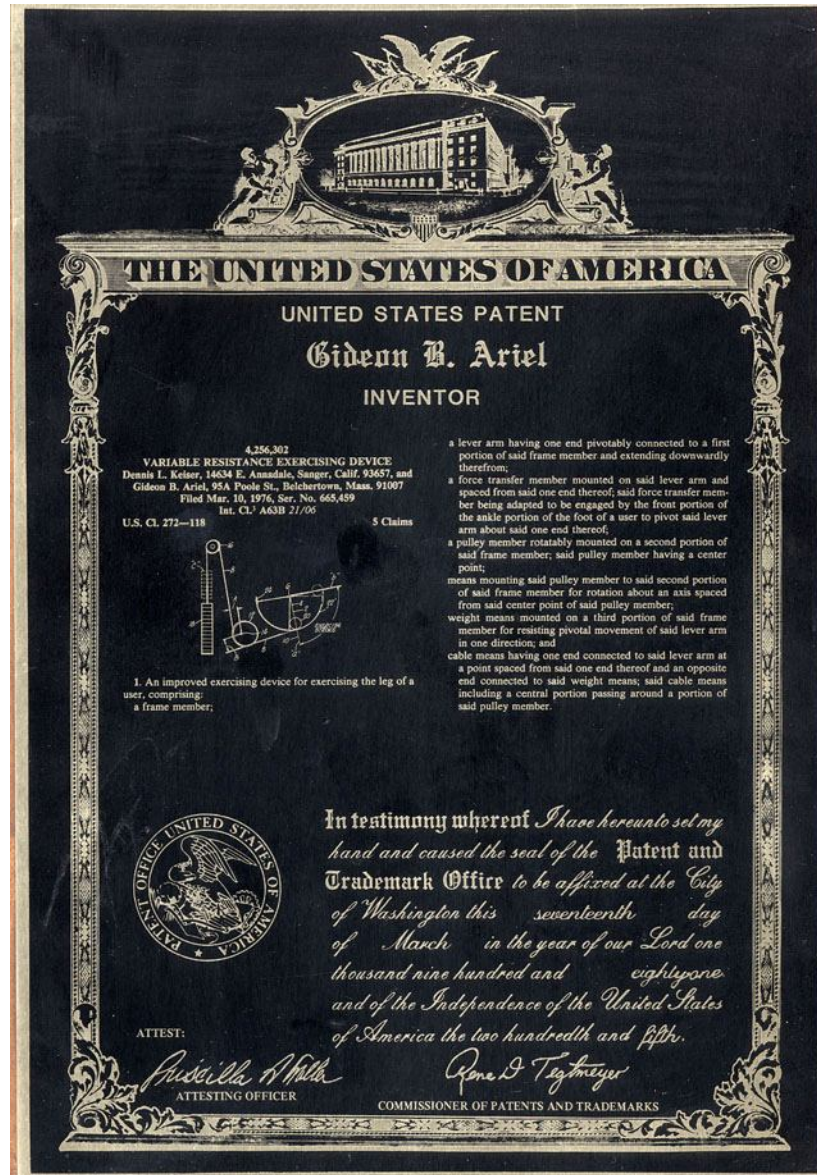 THE UNITED STATES OF AMERICA
UNITED STATES PATENT
Gideon B. Ariel
INVENTOR
4,256,302
VARIABLE RESISTANCE EXERCISING DEVICE
Dennis L. Keiser, 14634 E. Annadale, Sanger, Calif. 93657, and
Gideon B. Ariel, 95A Poole St., Belchertown, Mass. 91007
Filed Mar. 10, 1976, Ser. No. 665,459
Int. Cl.³ A63B 21/06
U.S. Cl. 272—118 5 Claims
1. An improved exercising device for exercising the leg of a
user, comprising:
a frame member;
a lever arm having one end pivotably connected to a first
portion of said frame member and extending downwardly
therefrom;
a force transfer member mounted on said lever arm and
spaced from said one end thereof; said force transfer mem-
ber being adapted to be engaged by the front portion of
the ankle portion of the foot of a user to pivot said lever
arm about said one end thereof;
a pulley member rotatably mounted on a second portion of
said frame member; said pulley member having a center
point;
means mounting said pulley member to said second portion
of said frame member for rotation about an axis spaced
from said center point of said pulley member;
weight means mounted on a third portion of said frame
member for resisting pivotal movement of said lever arm
in one direction; and
cable means having one end connected to said lever arm at
a point spaced from said one end thereof and an opposite
end connected to said weight means; said cable means
including a central portion passing around a portion of
said pulley member.
PATENT OFFICE UNITED STATES OF AMERICA
In testimony whereof I have hereunto set my
hand and caused the seal of the Patent and
Trademark Office to be affixed at the City
of Washington this seventeenth day
of March in the year of our Lord one
thousand nine hundred and eightyone
and of the Independence of the United States
of America the two hundredth and fifth.
ATTEST:
Rene D Tegtmeyer
ATTESTING OFFICER
COMMISSIONER OF PATENTS AND TRADEMARKS